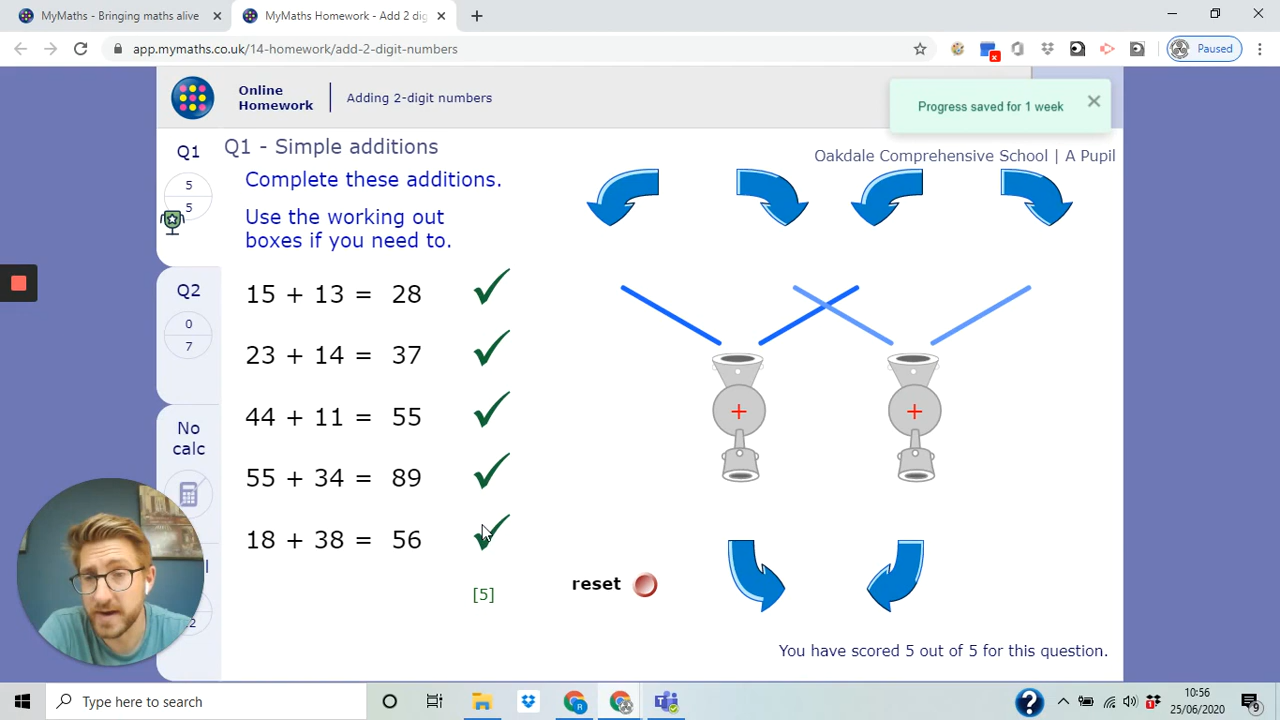 MyMaths - Bringing maths alive
MyMaths Homework - Add 2 dig
app.mymaths.co.uk/14-homework/add-2-digit-numbers
Paused
Online
Homework
Adding 2-digit numbers
Progress saved for 1 week
Q1
5
5
Q1 - Simple additions
Oakdale Comprehensive School | A Pupil
Complete these additions.
Use the working out
boxes if you need to.
15 + 13 = 28
23 + 14 = 37
44 + 11 = 55
55 + 34 = 89
18 + 38 = 56
[5]
Q2
0
7
No
calc
+
+
reset
You have scored 5 out of 5 for this question.
Type here to search
10:56
25/06/2020
9